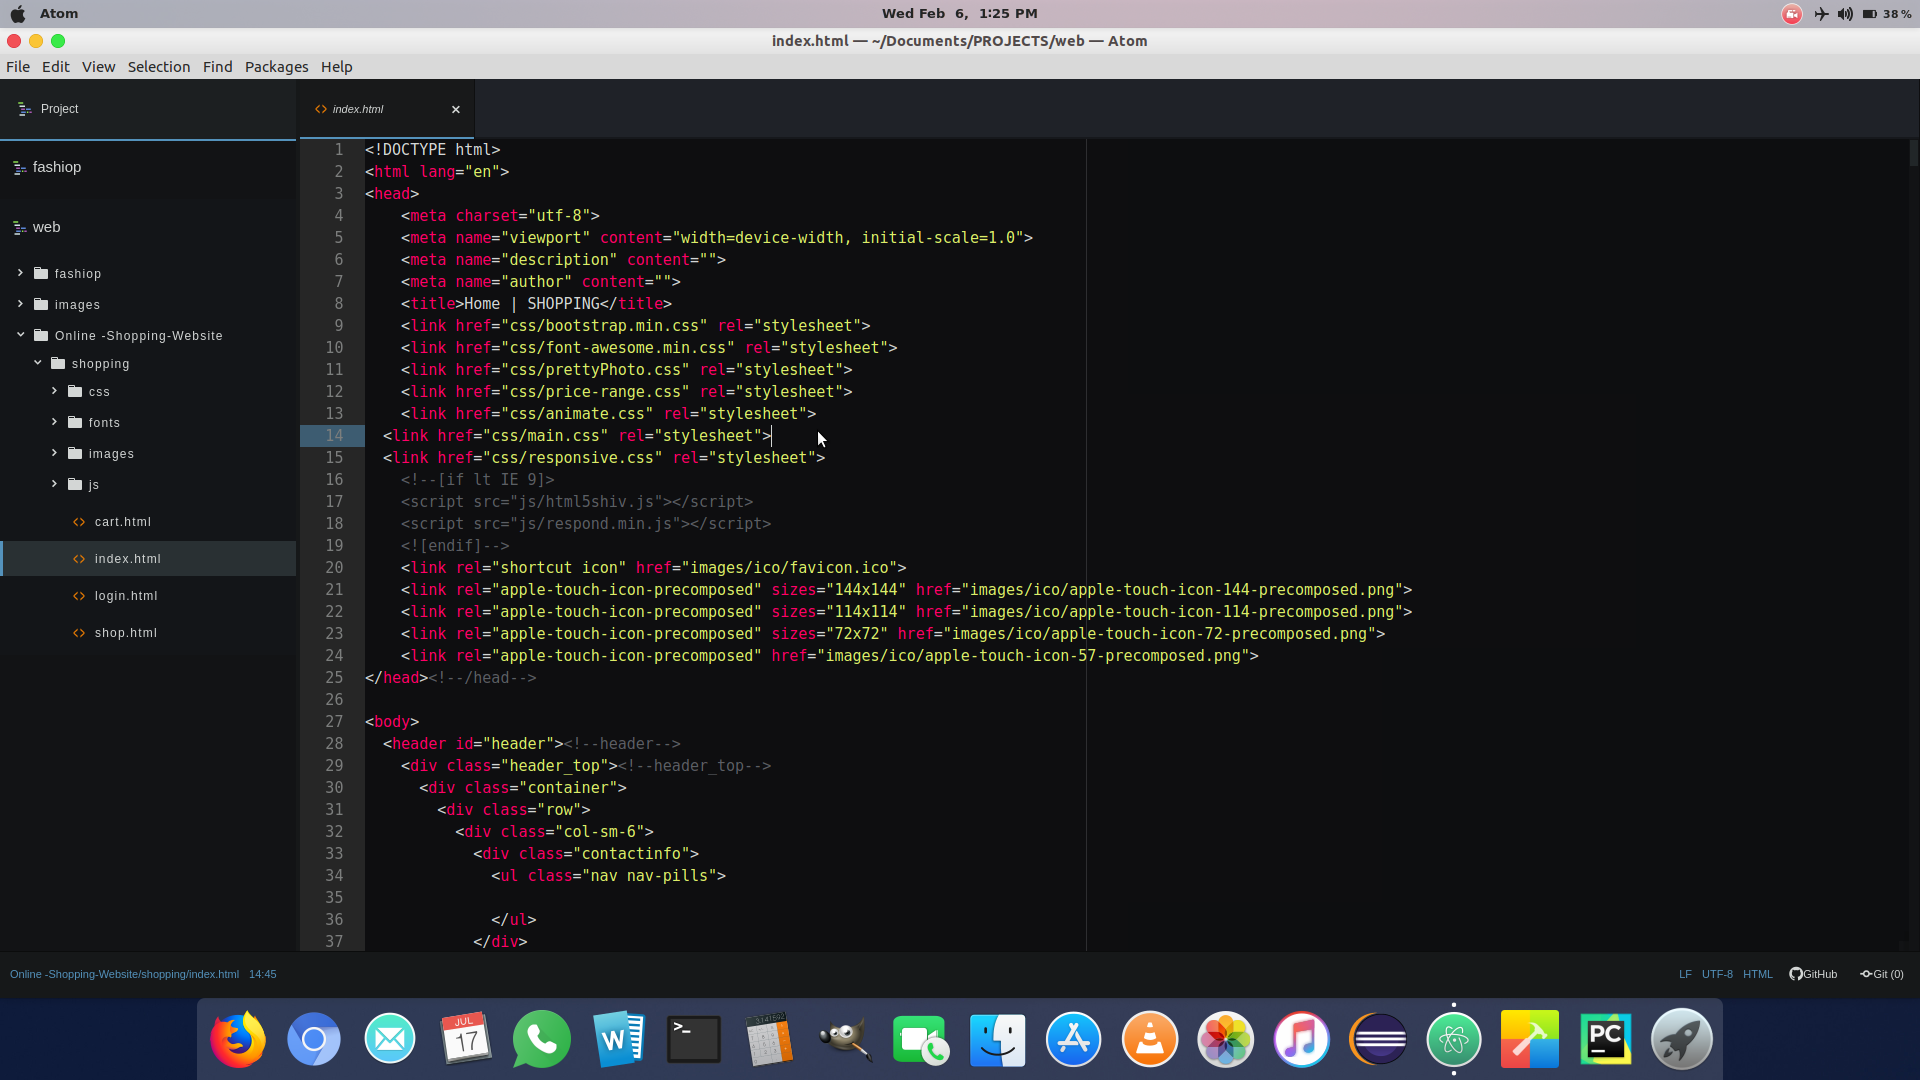 Atom
Wed Feb 6, 1:25 PM
38 %
index.html — ~/Documents/PROJECTS/web — Atom
File Edit View Selection Find Packages Help
Project
index.html
fashiop
web
fashiop
images
Online -Shopping-Website
shopping
css
fonts
images
js
cart.html
index.html
login.html
shop.html
1 <!DOCTYPE html>
2 <html lang="en">
3 <head>
4 <meta charset="utf-8">
5 <meta name="viewport" content="width=device-width, initial-scale=1.0">
6 <meta name="description" content="">
7 <meta name="author" content="">
8 <title>Home | SHOPPING</title>
9 <link href="css/bootstrap.min.css" rel="stylesheet">
10 <link href="css/font-awesome.min.css" rel="stylesheet">
11 <link href="css/prettyPhoto.css" rel="stylesheet">
12 <link href="css/price-range.css" rel="stylesheet">
13 <link href="css/animate.css" rel="stylesheet">
14 <link href="css/main.css" rel="stylesheet">
15 <link href="css/responsive.css" rel="stylesheet">
16 <!--[if lt IE 9]>
17 <script src="js/html5shiv.js"></script>
18 <script src="js/respond.min.js"></script>
19 <![endif]-->
20 <link rel="shortcut icon" href="images/ico/favicon.ico">
21 <link rel="apple-touch-icon-precomposed" sizes="144x144" href="images/ico/apple-touch-icon-144-precomposed.png">
22 <link rel="apple-touch-icon-precomposed" sizes="114x114" href="images/ico/apple-touch-icon-114-precomposed.png">
23 <link rel="apple-touch-icon-precomposed" sizes="72x72" href="images/ico/apple-touch-icon-72-precomposed.png">
24 <link rel="apple-touch-icon-precomposed" href="images/ico/apple-touch-icon-57-precomposed.png">
25 </head><!--/head-->
26
27 <body>
28 <header id="header"><!--header-->
29 <div class="header_top"><!--header_top-->
30 <div class="container">
31 <div class="row">
32 <div class="col-sm-6">
33 <div class="contactinfo">
34 <ul class="nav nav-pills">
35
36 </ul>
37 </div>
Online -Shopping-Website/shopping/index.html 14:45
LF UTF-8 HTML GitHub Git (0)
JUL
17
W
>_
PC